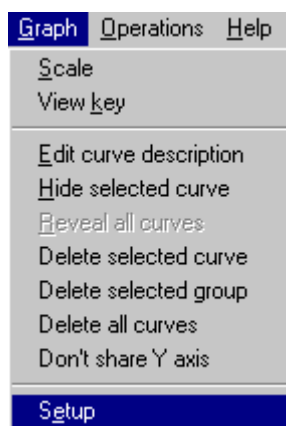 Graph Operations Help
Scale
View key
Edit curve description
Hide selected curve
Reveal all curves
Delete selected curve
Delete selected group
Delete all curves
Don't share Y axis
Setup